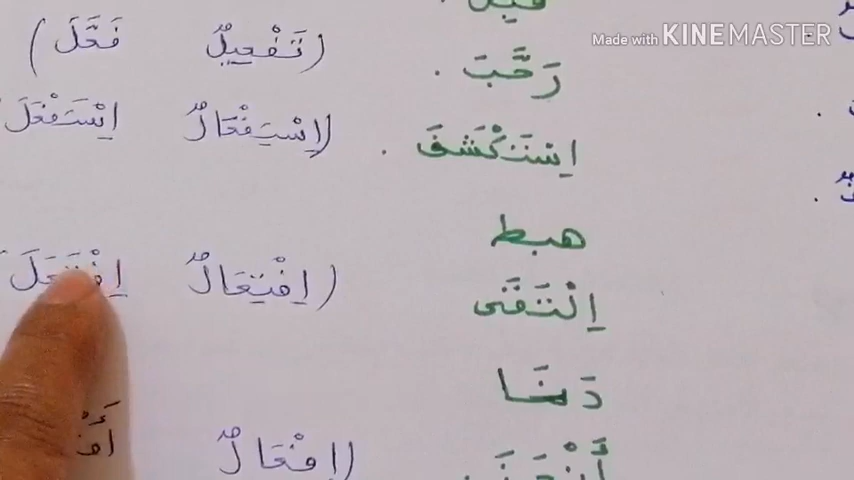 Made with KINEMASTER
رَحَّبَ . (تَفْعِيلٌ فَعَّلَ)
اِسْتَكْشَفَ . (اِسْتِفْعَالٌ اِسْتَفْعَلَ
هبط
اِلْتَقَى (اِفْتِعَالٌ اِفْتَعَلَ
دَنَا
(إِفْعَالٌ